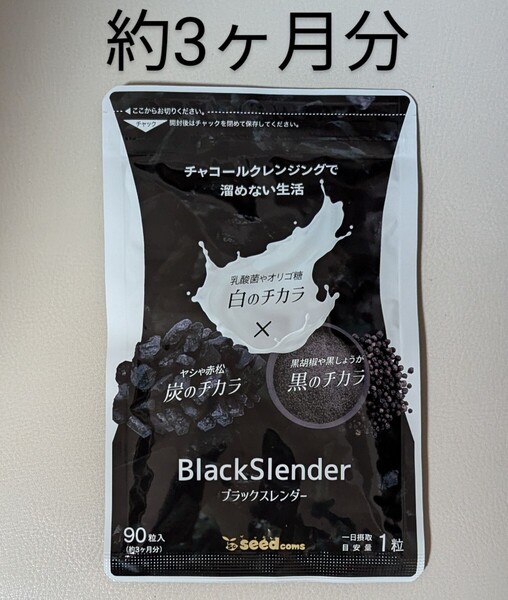 約3ヶ月分
ここからお切りください。
チャック 開封後はチャックを閉めて保存してください。
チャコールクレンジングで
溜めない生活
乳酸菌やオリゴ糖
白のチカラ
×
ヤシや赤松
炭のチカラ
黒胡椒や黒しょうが
黒のチカラ
BlackSlender
ブラックスレンダー
90粒入
(約3ヶ月分)
seedcoms
一日摂取
目安量 1粒